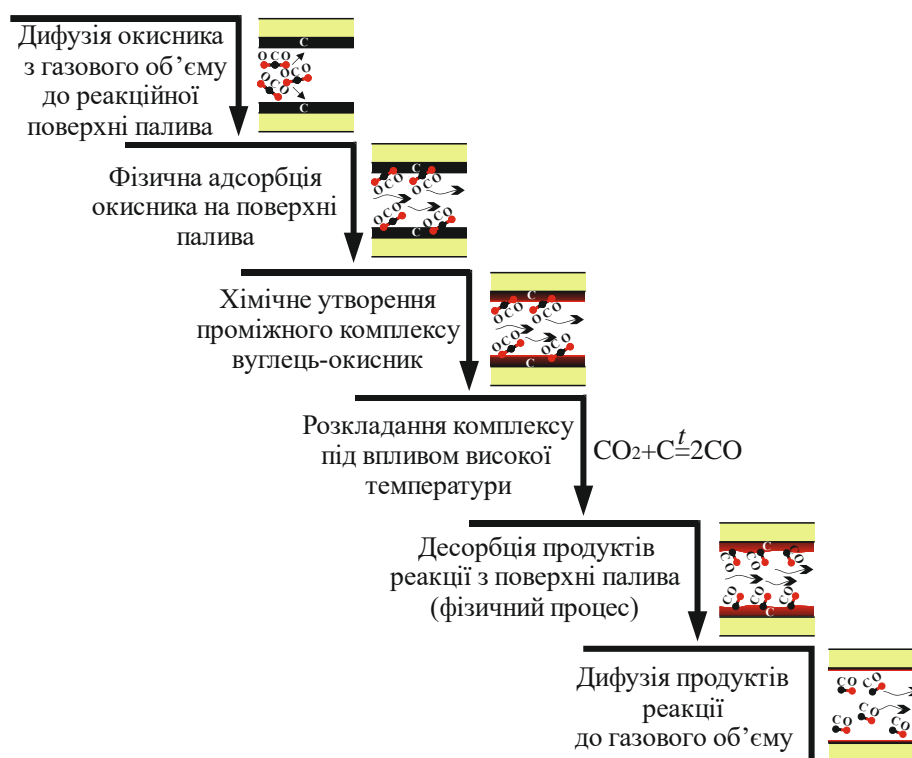 Дифузія окисника
з газового об’єму
до реакційної
поверхні палива
C
O C O
O C O
O C O
C
Фізична адсорбція
окисника на поверхні
палива
C
O C O
O C O
O C O
O C O
C
Хімічне утворення
проміжного комплексу
вуглець-окисник
C
O C O
O C O
O C O
O C O
C
Розкладання комплексу
під впливом високої
температури
t
CO2+C=2CO
Десорбція продуктів
реакції з поверхні палива
(фізичний процес)
C
C O
C O
C O
C O
C O
C O
C
Дифузія продуктів
реакції
до газового об’єму
C O
C O
C O
C O
C O